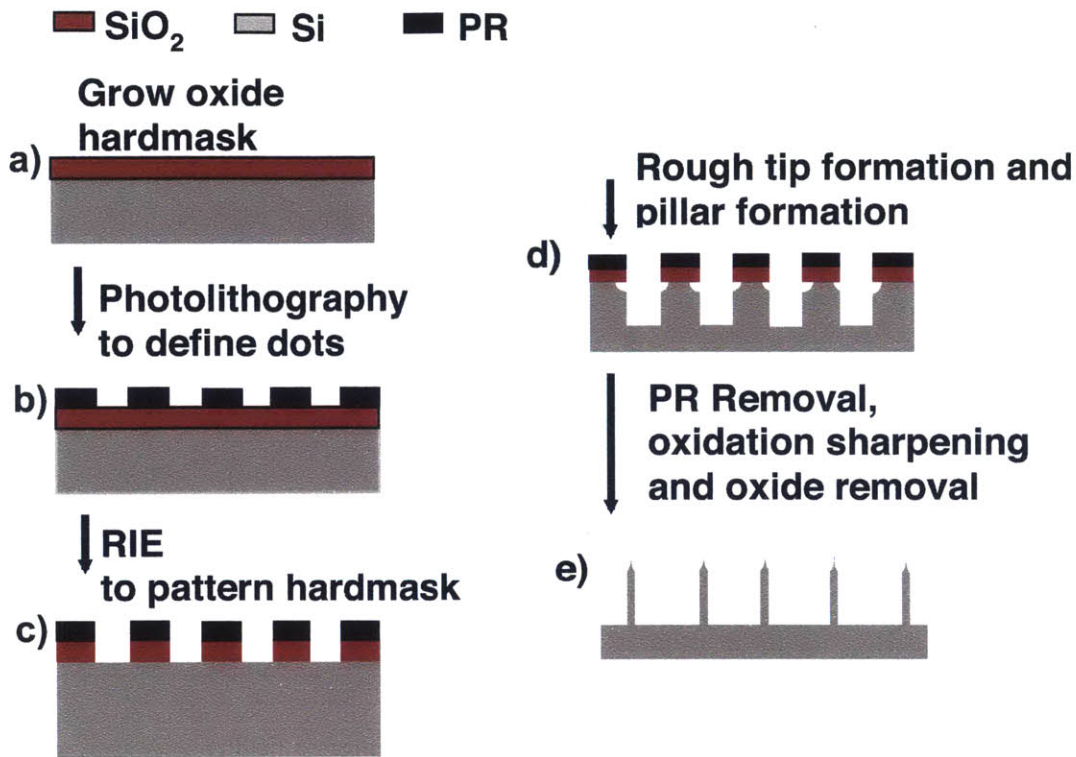 SiO2 Si PR
Grow oxide
hardmask
a)
Photolithography
to define dots
b)
RIE
to pattern hardmask
c)
Rough tip formation and
pillar formation
d)
PR Removal,
oxidation sharpening
and oxide removal
e)